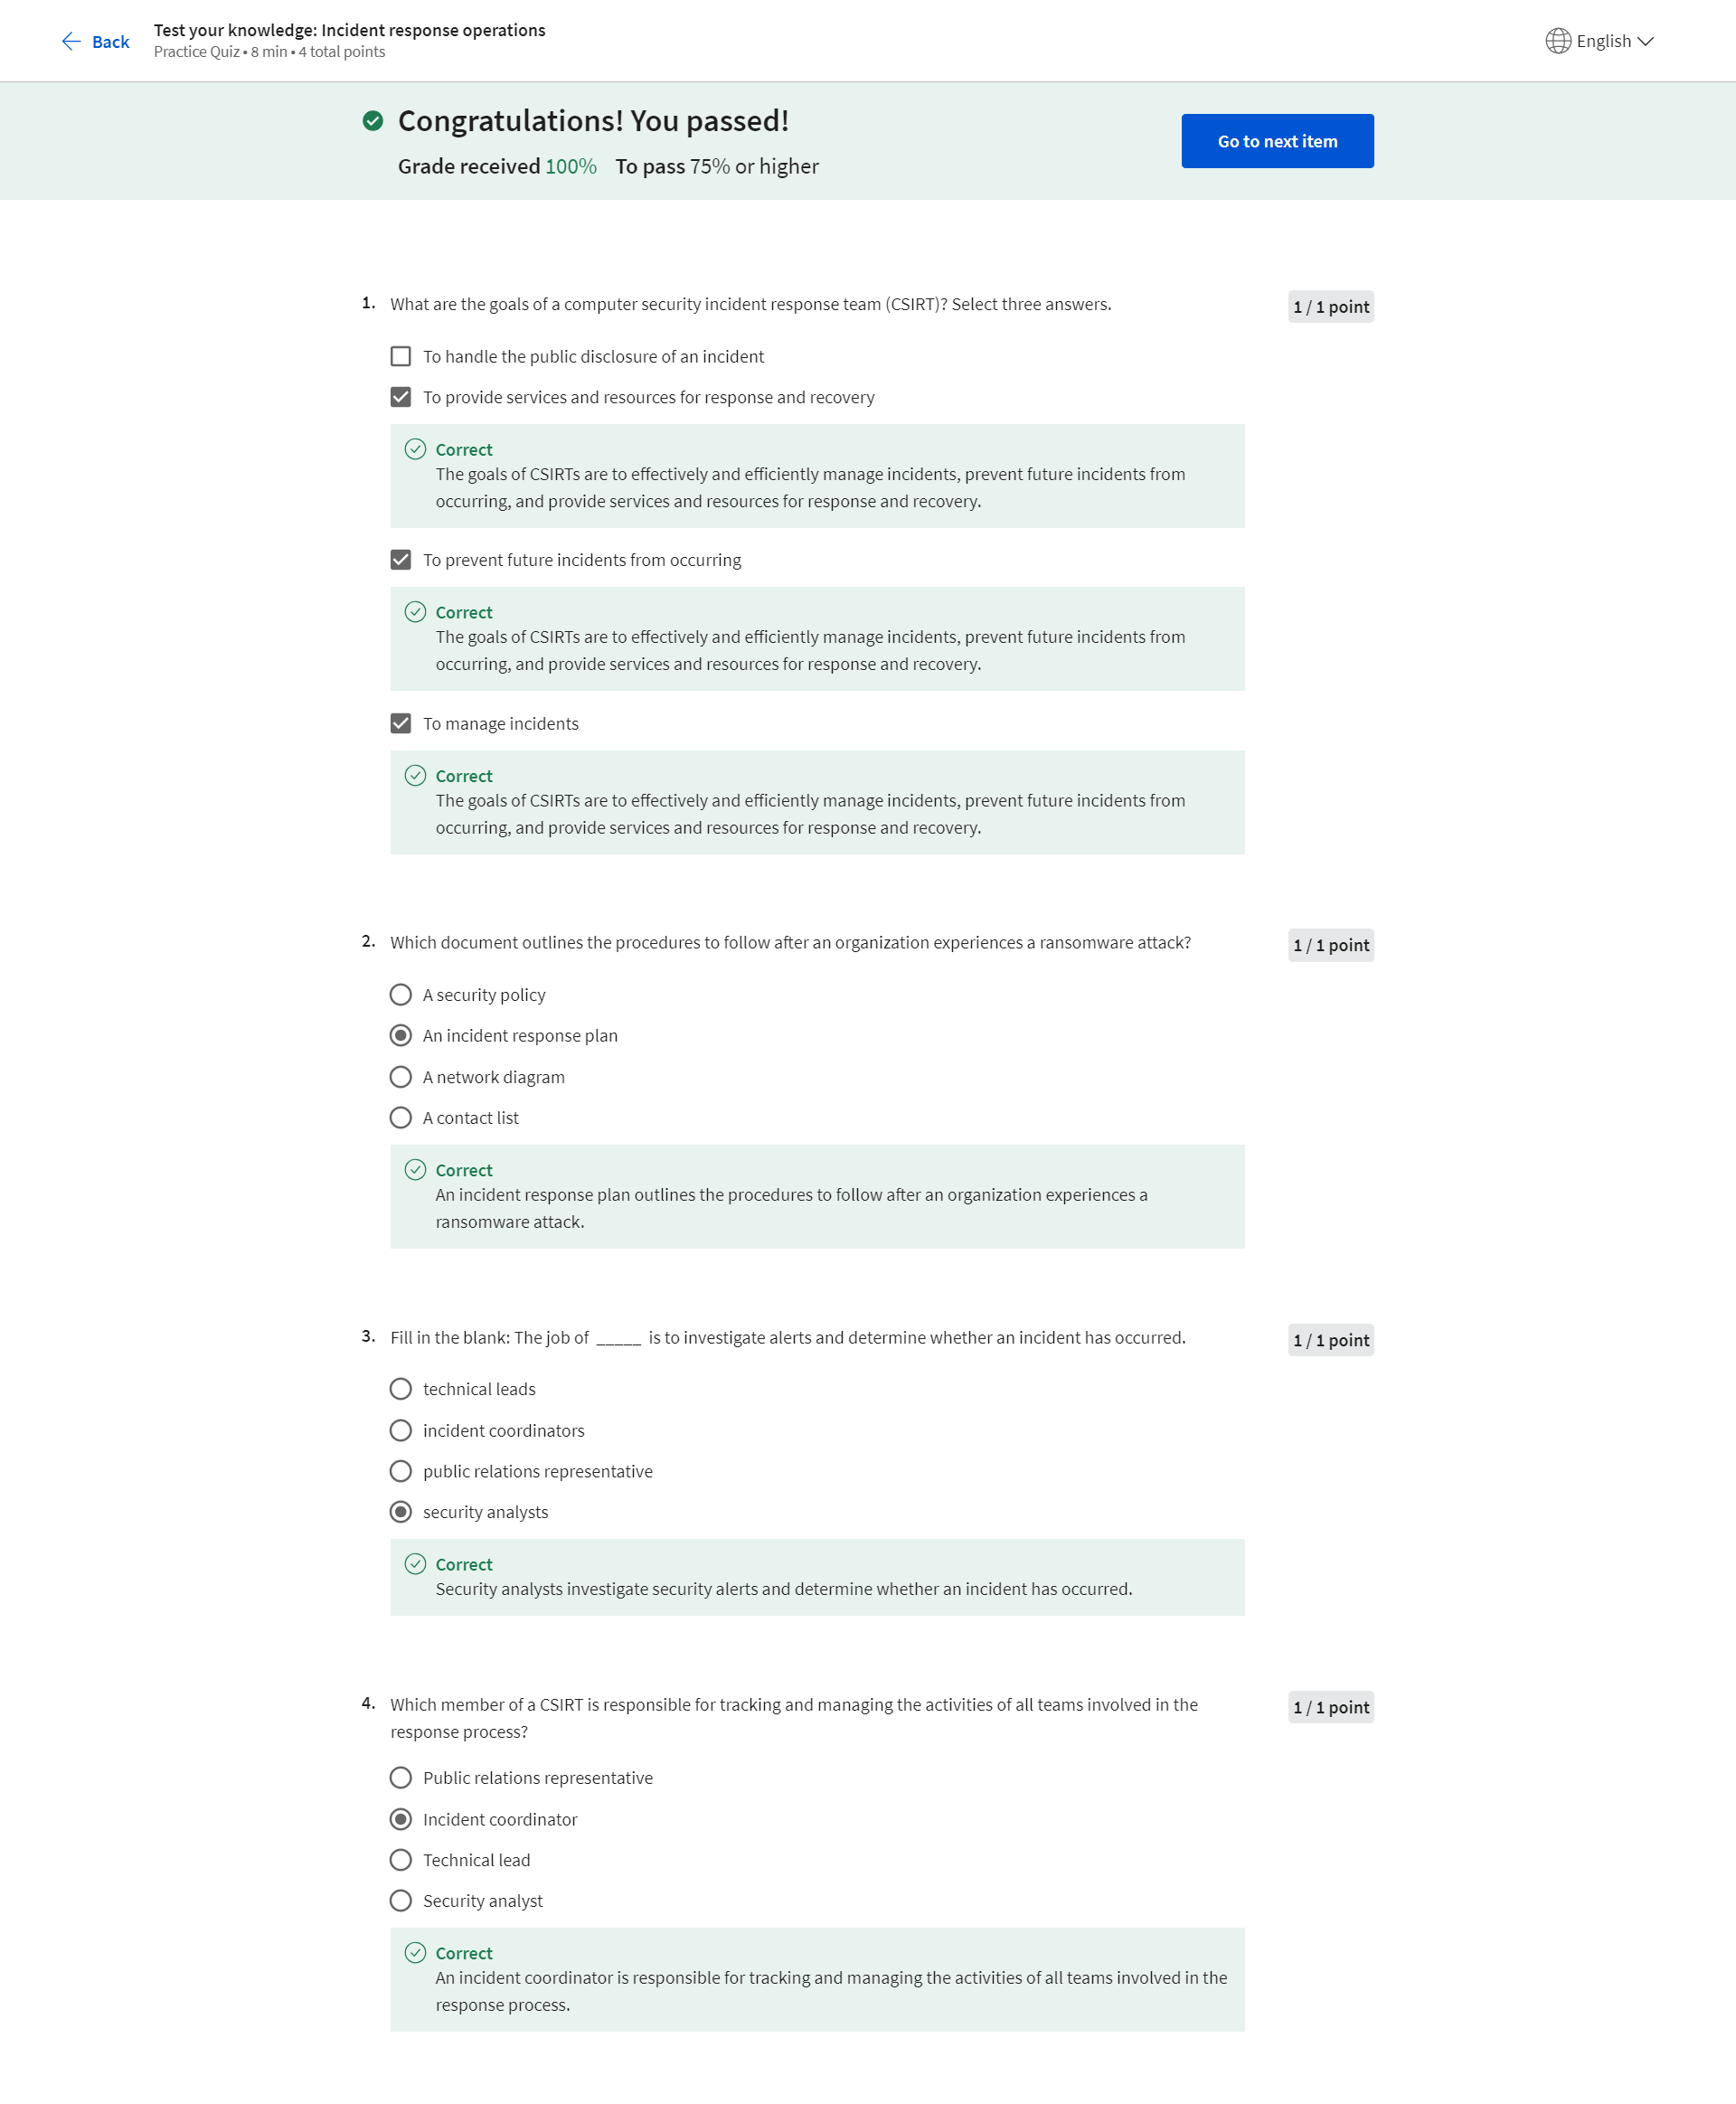 Back
Test your knowledge: Incident response operations
Practice Quiz • 8 min • 4 total points
English
Congratulations! You passed!
Grade received 100% To pass 75% or higher
Go to next item
1. What are the goals of a computer security incident response team (CSIRT)? Select three answers.
1 / 1 point
To handle the public disclosure of an incident
To provide services and resources for response and recovery
Correct
The goals of CSIRTs are to effectively and efficiently manage incidents, prevent future incidents from
occurring, and provide services and resources for response and recovery.
To prevent future incidents from occurring
Correct
The goals of CSIRTs are to effectively and efficiently manage incidents, prevent future incidents from
occurring, and provide services and resources for response and recovery.
To manage incidents
Correct
The goals of CSIRTs are to effectively and efficiently manage incidents, prevent future incidents from
occurring, and provide services and resources for response and recovery.
2. Which document outlines the procedures to follow after an organization experiences a ransomware attack?
1 / 1 point
A security policy
An incident response plan
A network diagram
A contact list
Correct
An incident response plan outlines the procedures to follow after an organization experiences a
ransomware attack.
3. Fill in the blank: The job of _____ is to investigate alerts and determine whether an incident has occurred.
1 / 1 point
technical leads
incident coordinators
public relations representative
security analysts
Correct
Security analysts investigate security alerts and determine whether an incident has occurred.
4. Which member of a CSIRT is responsible for tracking and managing the activities of all teams involved in the
response process?
1 / 1 point
Public relations representative
Incident coordinator
Technical lead
Security analyst
Correct
An incident coordinator is responsible for tracking and managing the activities of all teams involved in the
response process.